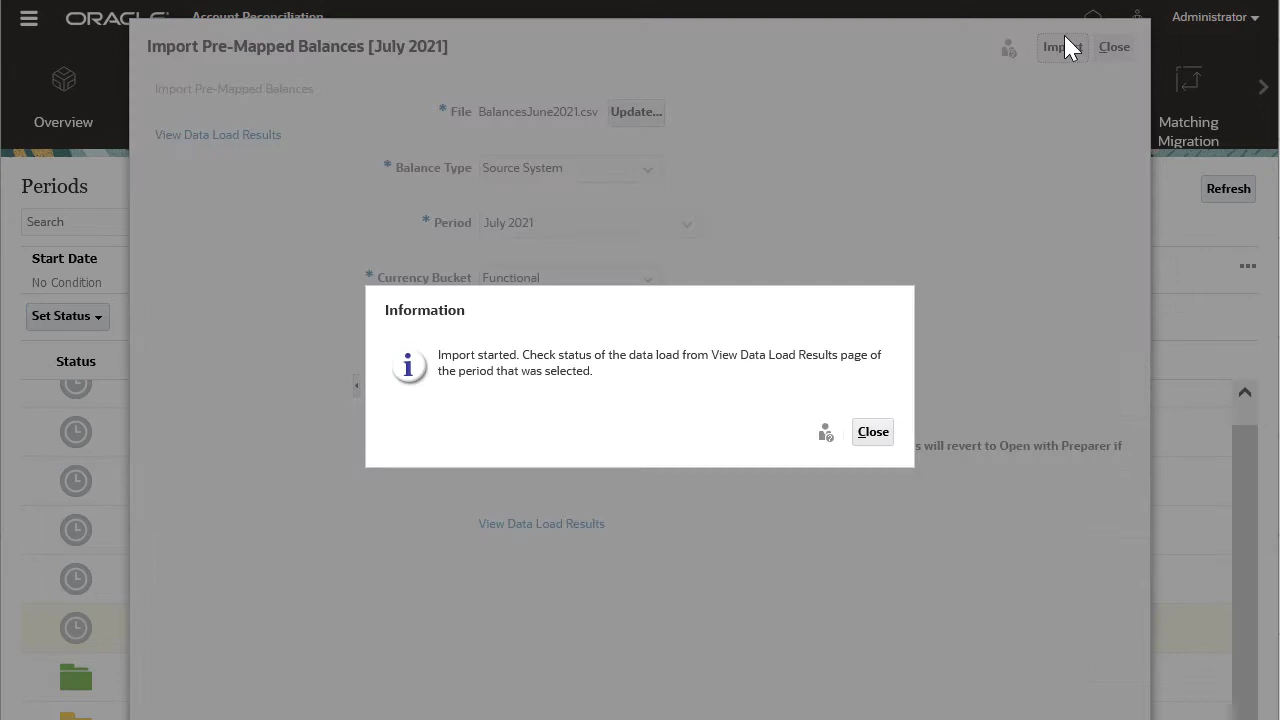 ORACLE Account Reconciliation
Administrator
Overview
Matching
Migration
Import Pre-Mapped Balances [July 2021]
Import Close
Import Pre-Mapped Balances
View Data Load Results
* File BalancesJune2021.csv Update...
* Balance Type Source System
* Period July 2021
* Currency Bucket Functional
Information
Import started. Check status of the data load from View Data Load Results page of
the period that was selected.
Close
s will revert to Open with Preparer if
View Data Load Results
Periods
Refresh
Search
Start Date
No Condition
Set Status
Status